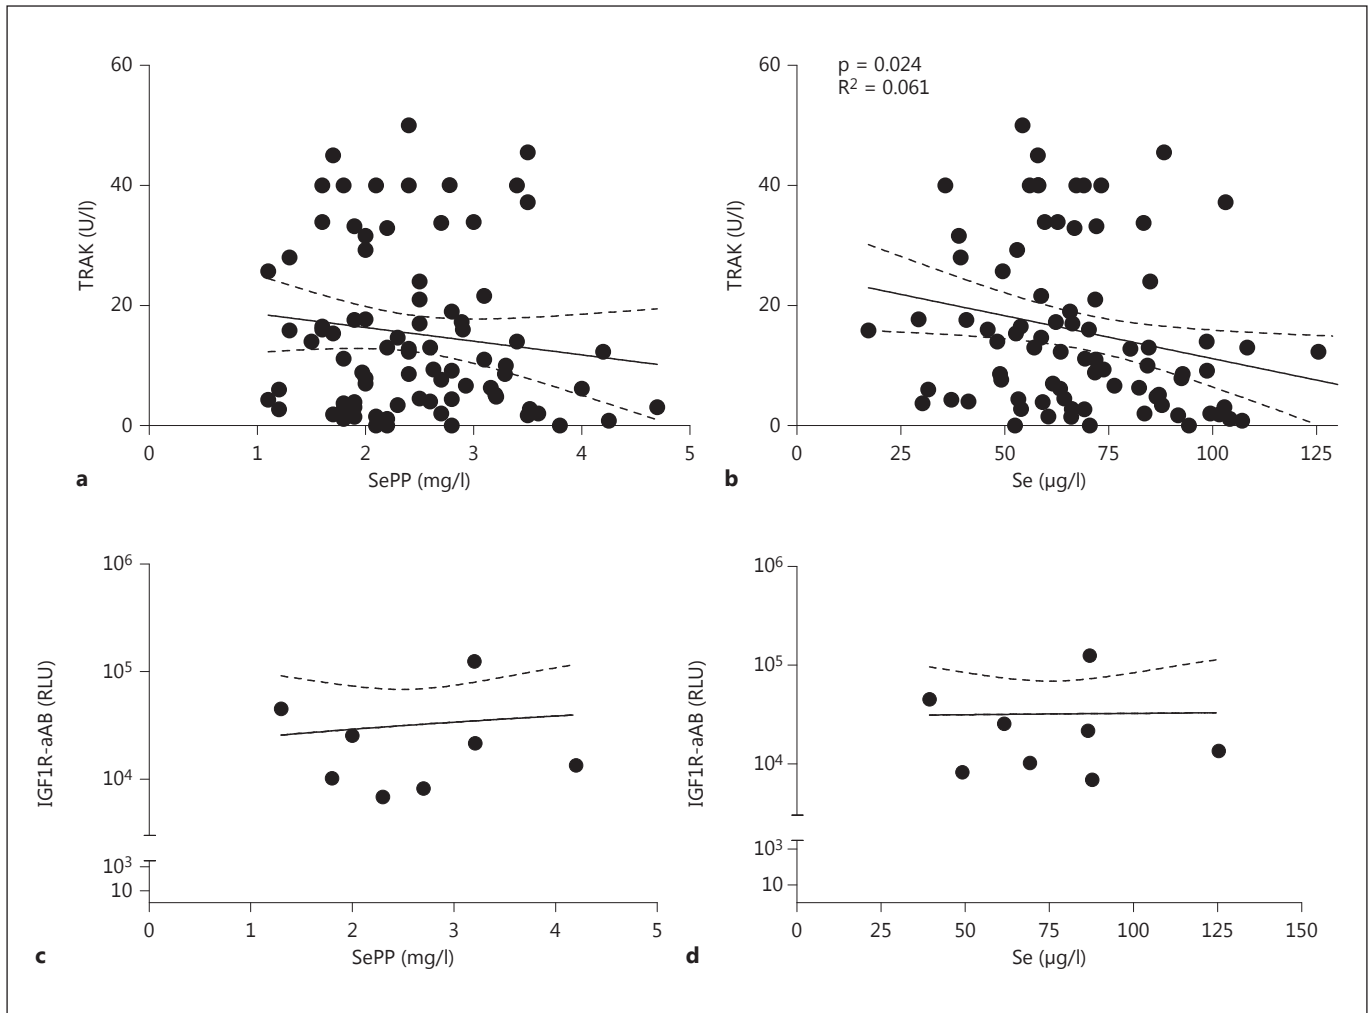 60
40
20
0
TRAK (U/l)
0 1 2 3 4 5
SePP (mg/l)
a
p = 0.024
R² = 0.061
60
40
20
0
TRAK (U/l)
0 25 50 75 100 125
Se (μg/l)
b
10⁶
10⁵
10⁴
10³
10
IGF1R-aAB (RLU)
0 1 2 3 4 5
SePP (mg/l)
c
10⁶
10⁵
10⁴
10³
10
IGF1R-aAB (RLU)
0 25 50 75 100 125 150
Se (μg/l)
d